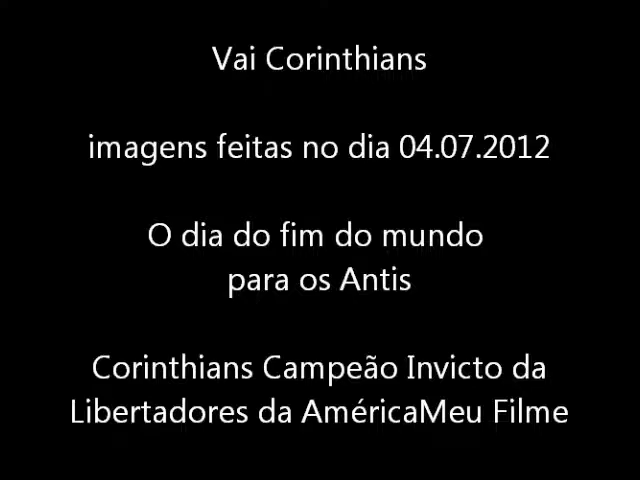 Vai Corinthians
imagens feitas no dia 04.07.2012
O dia do fim do mundo
para os Antis
Corinthians Campeão Invicto da
Libertadores da AméricaMeu Filme